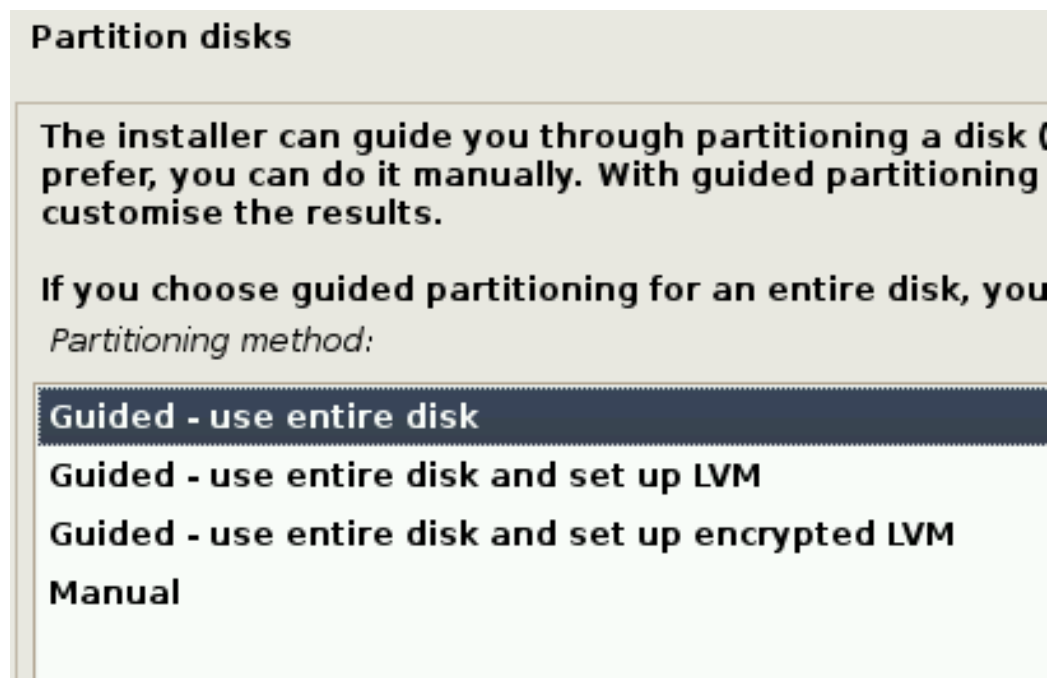 Partition disks
The installer can guide you through partitioning a disk (
prefer, you can do it manually. With guided partitioning
customise the results.
If you choose guided partitioning for an entire disk, you
Partitioning method:
Guided - use entire disk
Guided - use entire disk and set up LVM
Guided - use entire disk and set up encrypted LVM
Manual